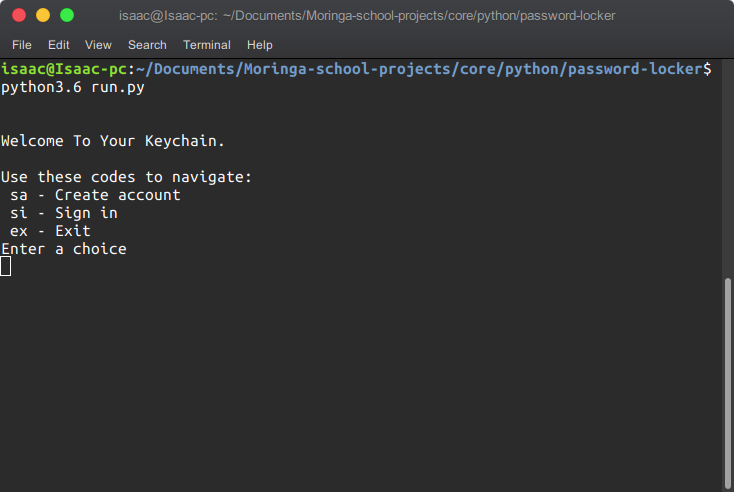 isaac@Isaac-pc: ~/Documents/Moringa-school-projects/core/python/password-locker
File Edit View Search Terminal Help
isaac@Isaac-pc:~/Documents/Moringa-school-projects/core/python/password-locker$
python3.6 run.py
Welcome To Your Keychain.
Use these codes to navigate:
sa - Create account
si - Sign in
ex - Exit
Enter a choice